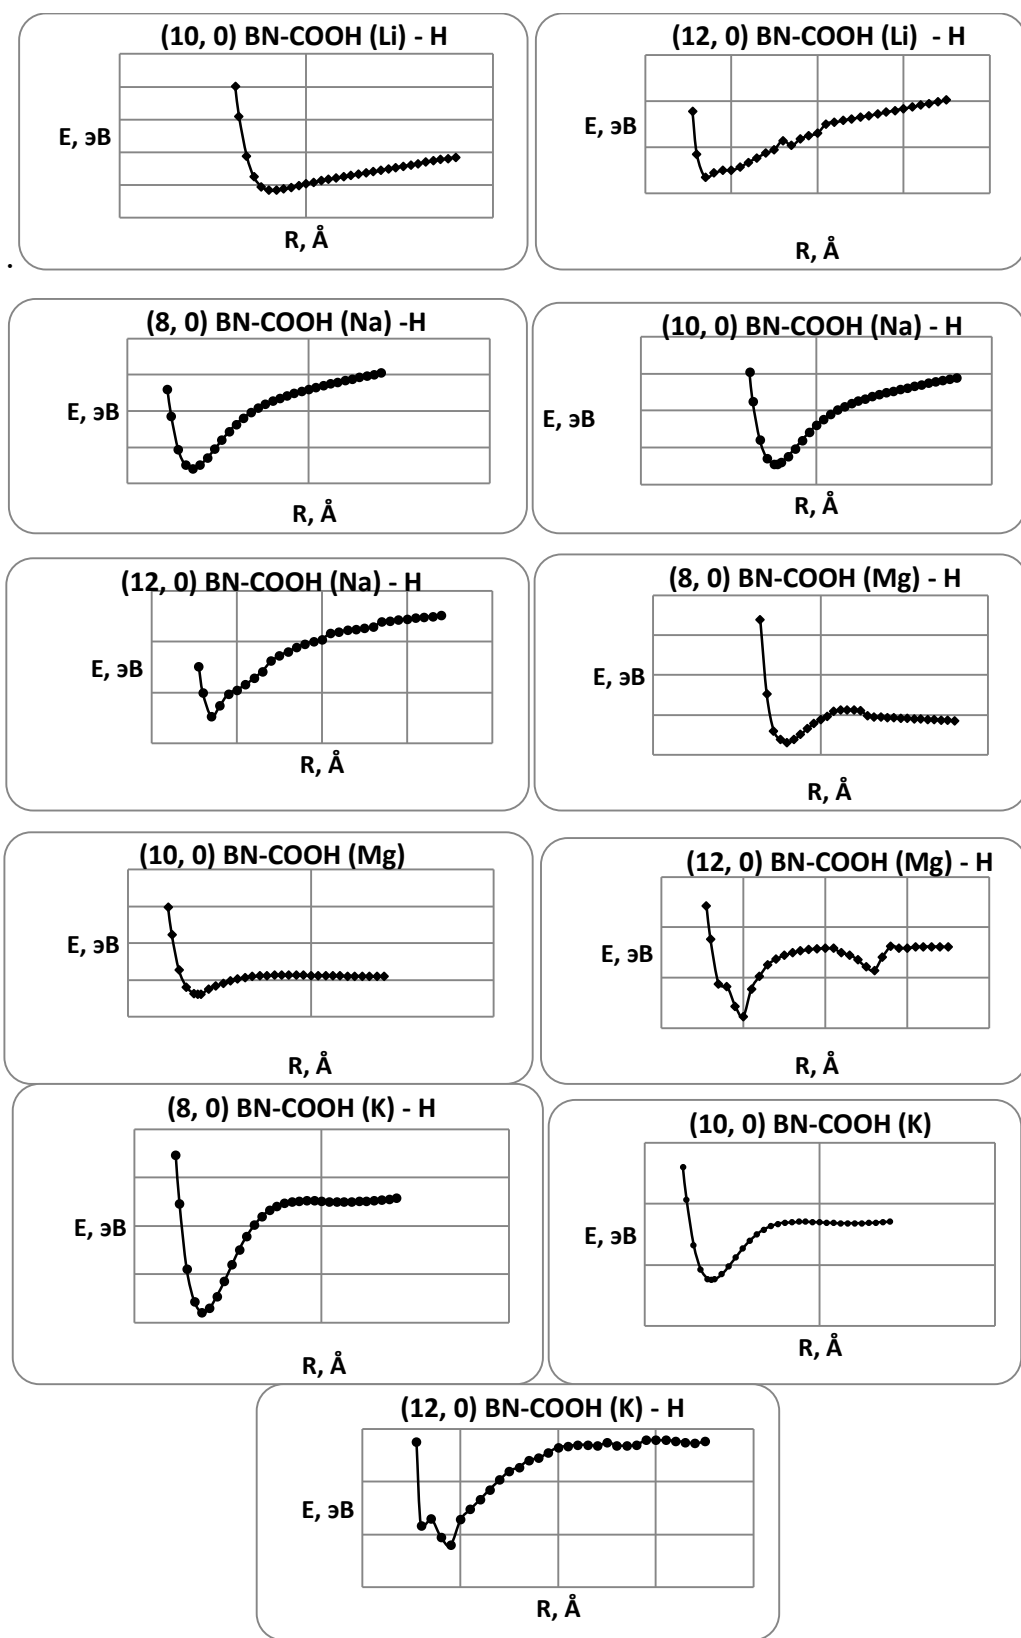 (10, 0) BN-COOH (Li) - H
E, эВ
R, Å
(12, 0) BN-COOH (Li) - H
E, эВ
R, Å
.
(8, 0) BN-COOH (Na) -H
E, эВ
R, Å
(10, 0) BN-COOH (Na) - H
E, эВ
R, Å
(12, 0) BN-COOH (Na) - H
E, эВ
R, Å
(8, 0) BN-COOH (Mg) - H
E, эВ
R, Å
(10, 0) BN-COOH (Mg)
E, эВ
R, Å
(12, 0) BN-COOH (Mg) - H
E, эВ
R, Å
(8, 0) BN-COOH (K) - H
E, эВ
R, Å
(10, 0) BN-COOH (K)
E, эВ
R, Å
(12, 0) BN-COOH (K) - H
E, эВ
R, Å